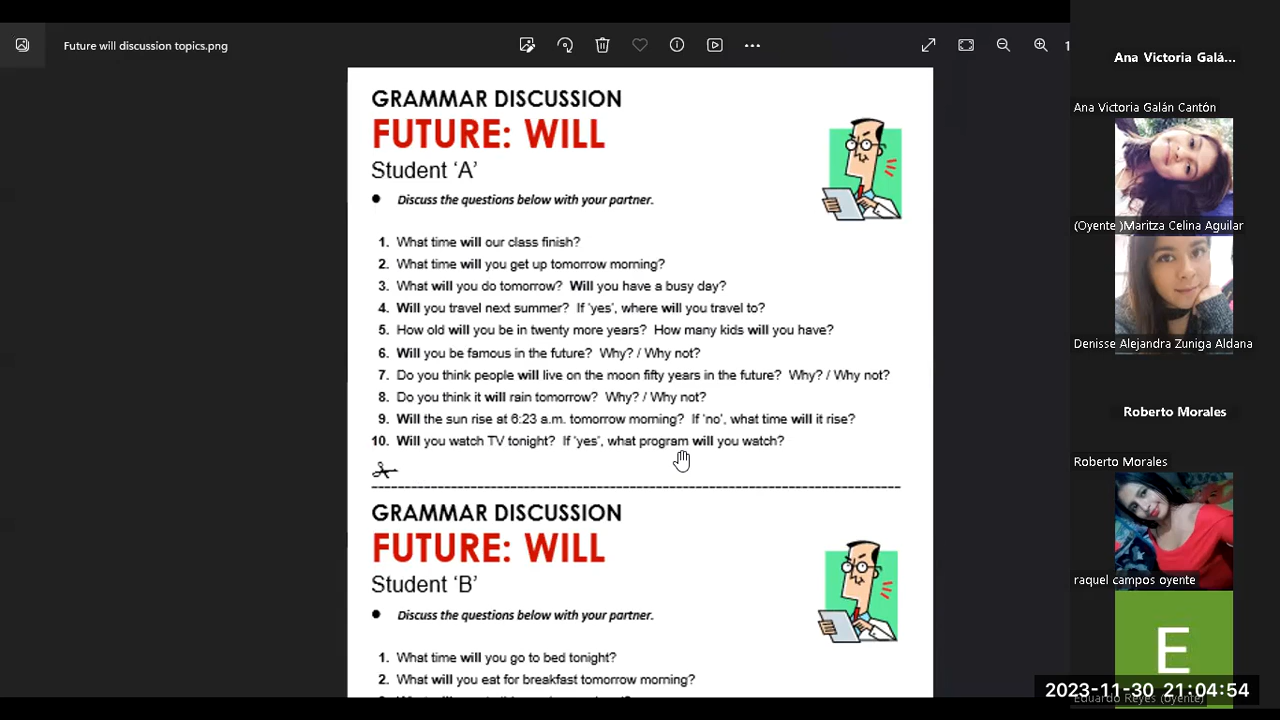 Future will discussion topics.png
1
GRAMMAR DISCUSSION
FUTURE: WILL
Student ‘A’
● Discuss the questions below with your partner.
1. What time will our class finish?
2. What time will you get up tomorrow morning?
3. What will you do tomorrow? Will you have a busy day?
4. Will you travel next summer? If ‘yes’, where will you travel to?
5. How old will you be in twenty more years? How many kids will you have?
6. Will you be famous in the future? Why? / Why not?
7. Do you think people will live on the moon fifty years in the future? Why? / Why not?
8. Do you think it will rain tomorrow? Why? / Why not?
9. Will the sun rise at 6:23 a.m. tomorrow morning? If ‘no’, what time will it rise?
10. Will you watch TV tonight? If ‘yes’, what program will you watch?
GRAMMAR DISCUSSION
FUTURE: WILL
Student ‘B’
● Discuss the questions below with your partner.
1. What time will you go to bed tonight?
2. What will you eat for breakfast tomorrow morning?
Ana Victoria Galá...
Ana Victoria Galán Cantón
(Oyente )Maritza Celina Aguilar
Denisse Alejandra Zuniga Aldana
Roberto Morales
Roberto Morales
raquel campos oyente
E
2023-11-30 21:04:54
Eduardo Reyes (oyente)